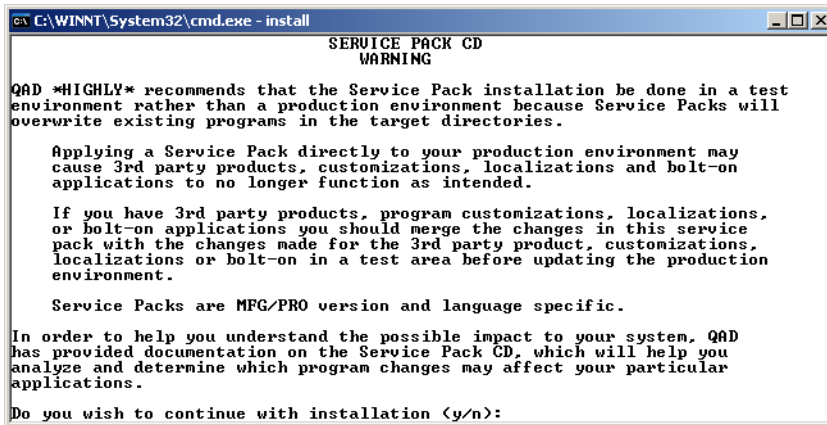 C:\WINNT\System32\cmd.exe - install
SERVICE PACK CD
WARNING
QAD *HIGHLY* recommends that the Service Pack installation be done in a test
environment rather than a production environment because Service Packs will
overwrite existing programs in the target directories.
Applying a Service Pack directly to your production environment may
cause 3rd party products, customizations, localizations and bolt-on
applications to no longer function as intended.
If you have 3rd party products, program customizations, localizations,
or bolt-on applications you should merge the changes in this service
pack with the changes made for the 3rd party product, customizations,
localizations or bolt-on in a test area before updating the production
environment.
Service Packs are MFG/PRO version and language specific.
In order to help you understand the possible impact to your system, QAD
has provided documentation on the Service Pack CD, which will help you
analyze and determine which program changes may affect your particular
applications.
Do you wish to continue with installation (y/n):